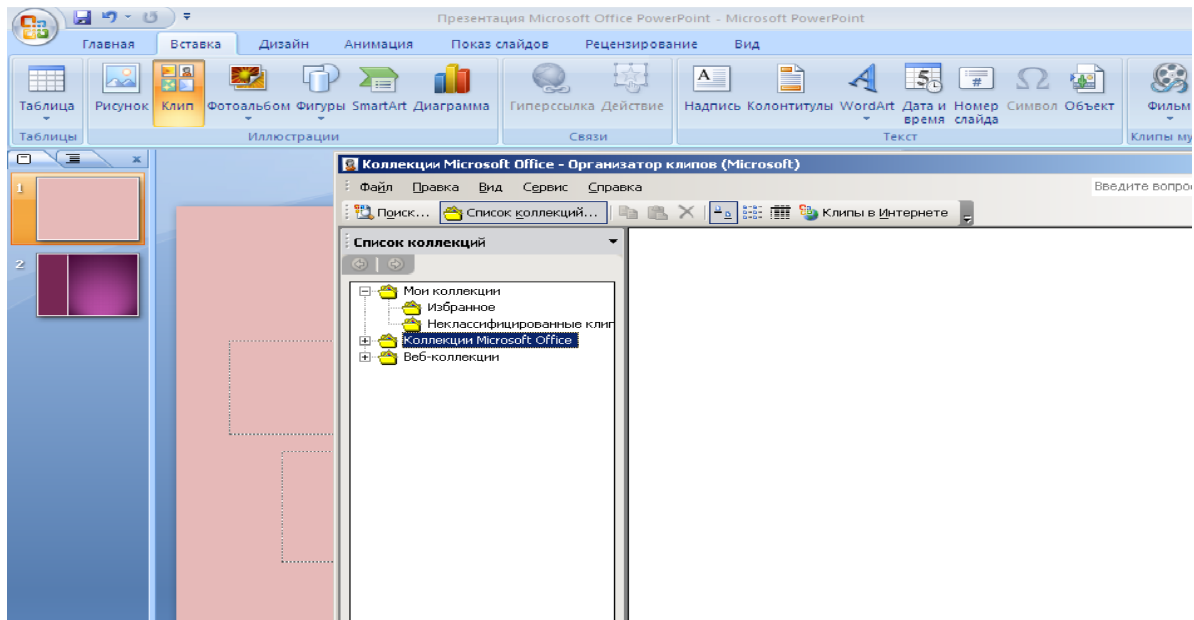 Презентация Microsoft Office PowerPoint - Microsoft PowerPoint
Главная Вставка Дизайн Анимация Показ слайдов Рецензирование Вид
Таблица Рисунок Клип Фотоальбом Фигуры SmartArt Диаграмма Гиперссылка Действие Надпись Колонтитулы WordArt Дата и время Номер слайда Символ Объект Фильм
Таблицы Иллюстрации Связи Текст Клипы му
Коллекции Microsoft Office - Организатор клипов (Microsoft)
Файл Правка Вид Сервис Справка Введите вопро
Поиск... Список коллекций... Клипы в Интернете
Список коллекций
1
Мои коллекции
2
Избранное
Неклассифицированные клип
Коллекции Microsoft Office
Веб-коллекции